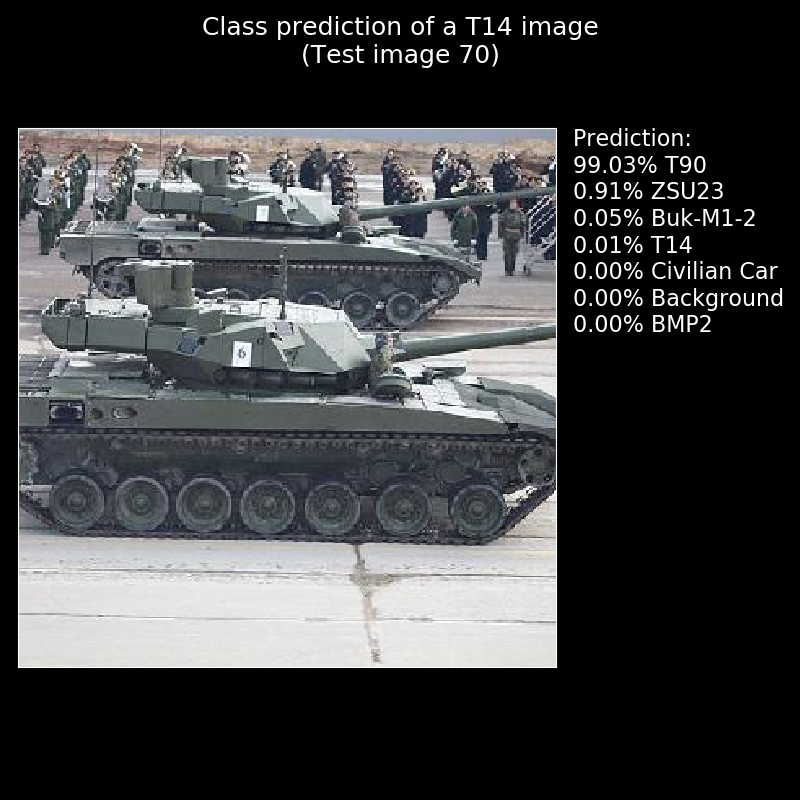 Class prediction of a T14 image
(Test image 70)
Prediction:
99.03% T90
0.91% ZSU23
0.05% Buk-M1-2
0.01% T14
0.00% Civilian Car
0.00% Background
0.00% BMP2
6